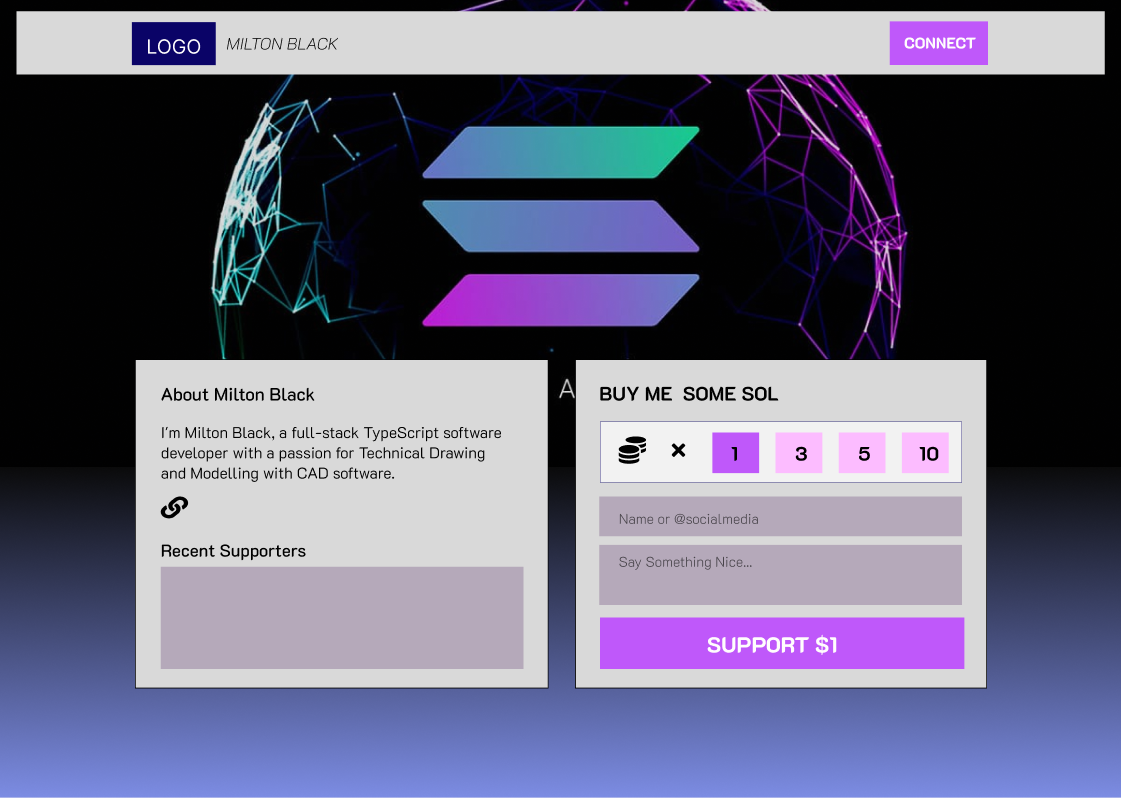 LOGO
MILTON BLACK
CONNECT
A
About Milton Black
I'm Milton Black, a full-stack TypeScript software
developer with a passion for Technical Drawing
and Modelling with CAD software.
Recent Supporters
BUY ME SOME SOL
1 3 5 10
Name or @socialmedia
Say Something Nice...
SUPPORT $1